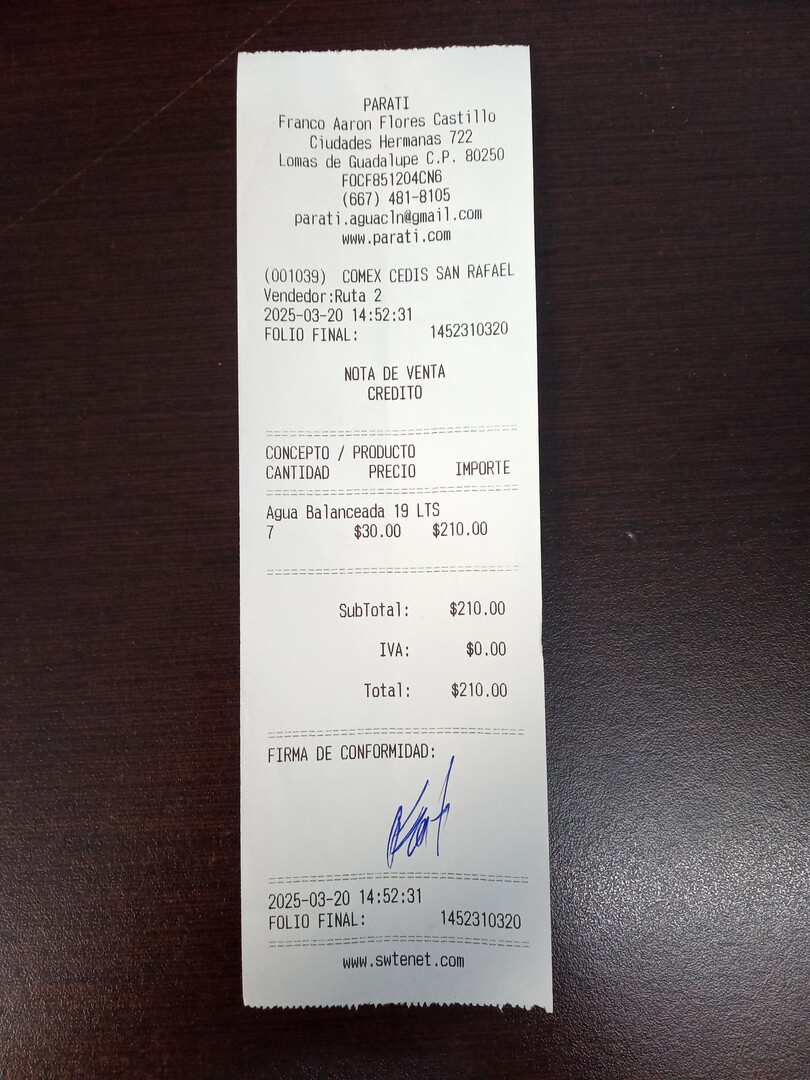 PARATI
Franco Aaron Flores Castillo
Ciudades Hermanas 722
Lomas de Guadalupe C.P. 80250
FOCF851204CN6
(667) 481-8105
parati.aguacln@gmail.com
www.parati.com
(001039) COMEX CEDIS SAN RAFAEL
Vendedor:Ruta 2
2025-03-20 14:52:31
FOLIO FINAL: 1452310320
NOTA DE VENTA
CREDITO
CONCEPTO / PRODUCTO
CANTIDAD PRECIO IMPORTE
Agua Balanceada 19 LTS
7 $30.00 $210.00
SubTotal: $210.00
IVA: $0.00
Total: $210.00
FIRMA DE CONFORMIDAD:
2025-03-20 14:52:31
FOLIO FINAL: 1452310320
www.swtenet.com